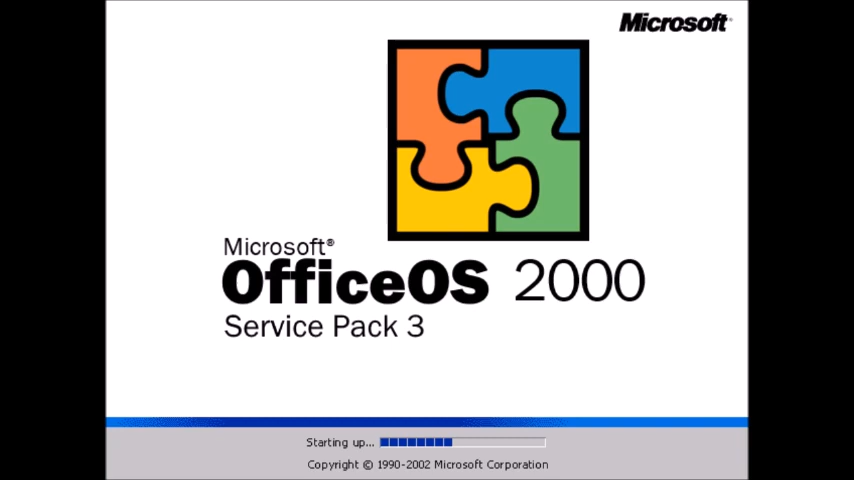 Microsoft®
Microsoft®
OfficeOS 2000
Service Pack 3
Starting up...
Copyright © 1990-2002 Microsoft Corporation